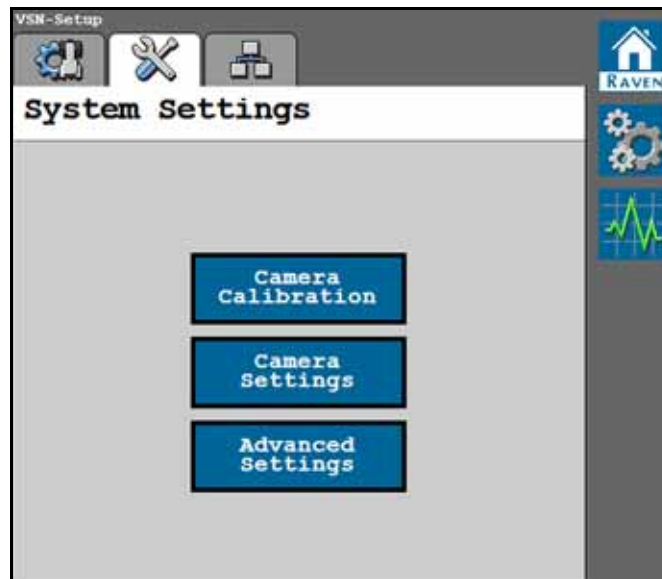 VSN-Setup
RAVEN
System Settings
Camera
Calibration
Camera
Settings
Advanced
Settings